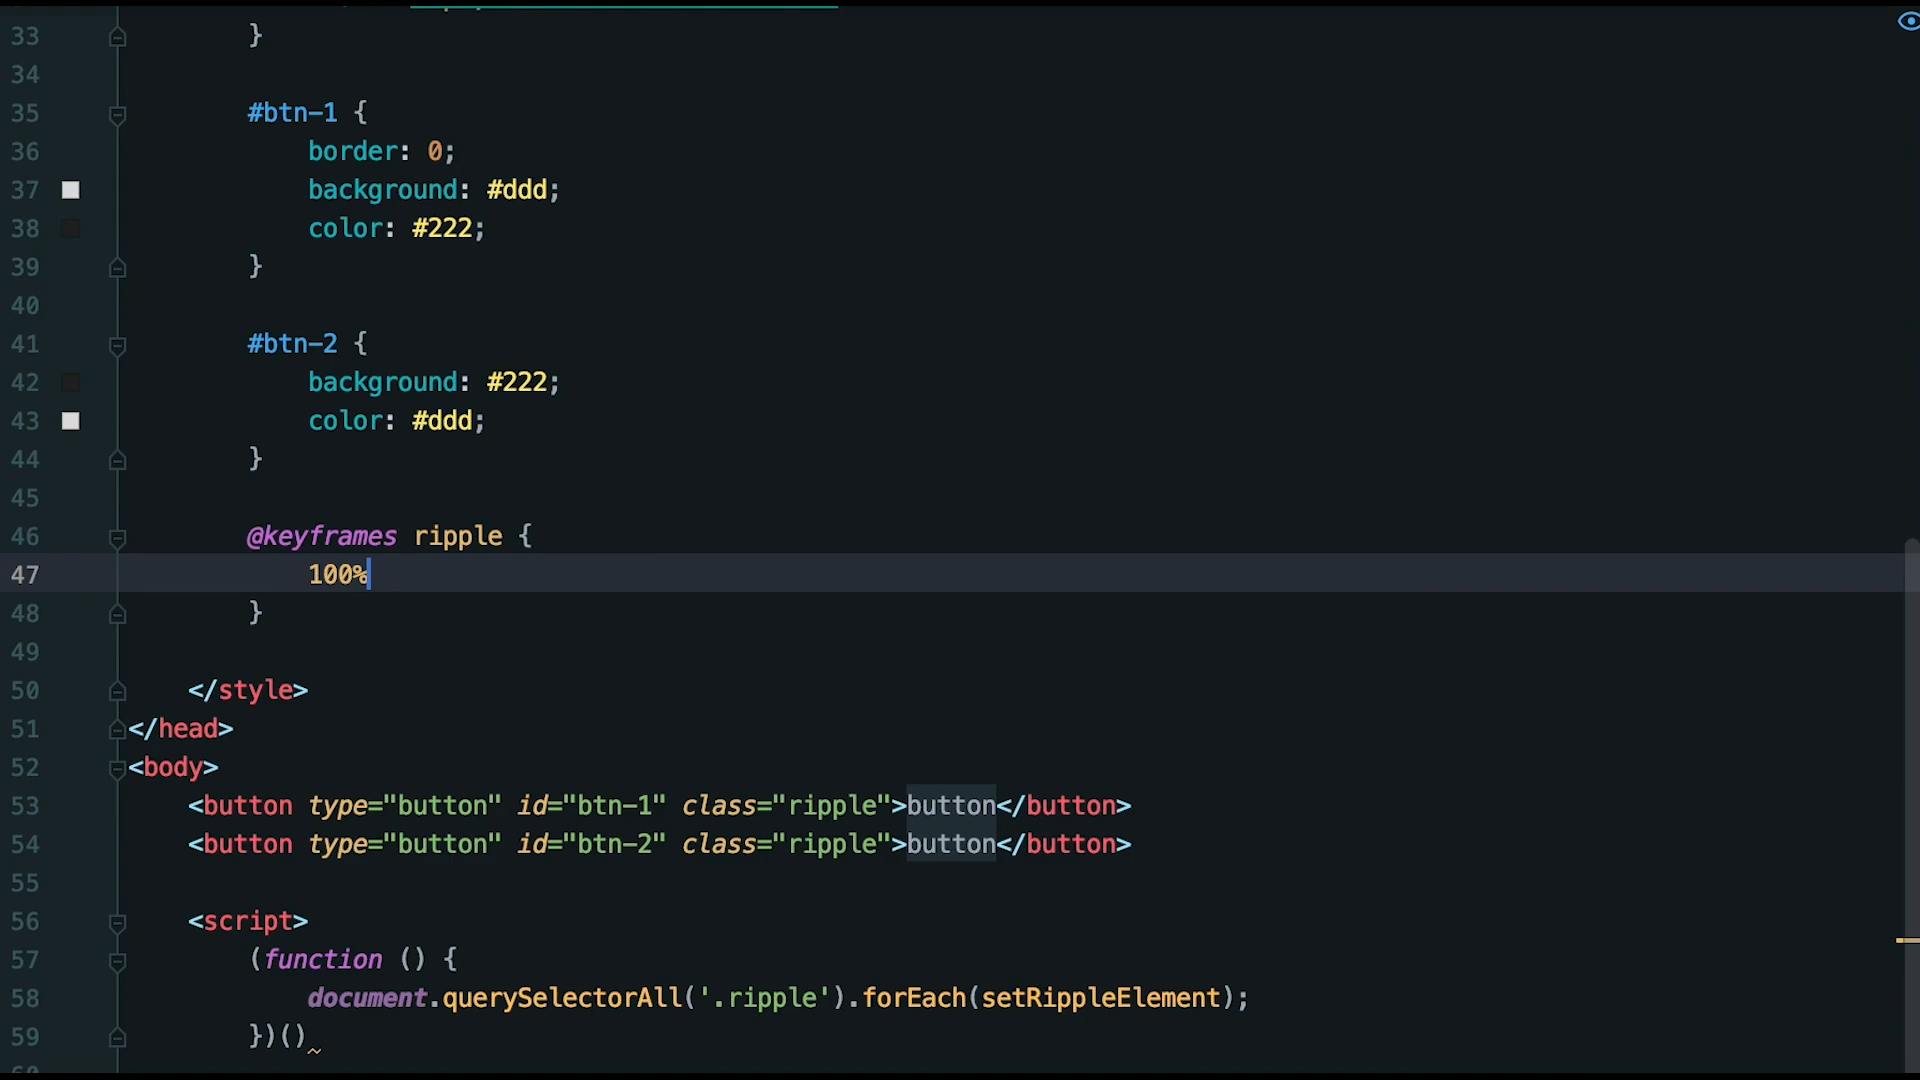 33 }
34
35 #btn-1 {
36 border: 0;
37 background: #ddd;
38 color: #222;
39 }
40
41 #btn-2 {
42 background: #222;
43 color: #ddd;
44 }
45
46 @keyframes ripple {
47 100%
48 }
49
50 </style>
51 </head>
52 <body>
53 <button type="button" id="btn-1" class="ripple">button</button>
54 <button type="button" id="btn-2" class="ripple">button</button>
55
56 <script>
57 (function () {
58 document.querySelectorAll('.ripple').forEach(setRippleElement);
59 })()